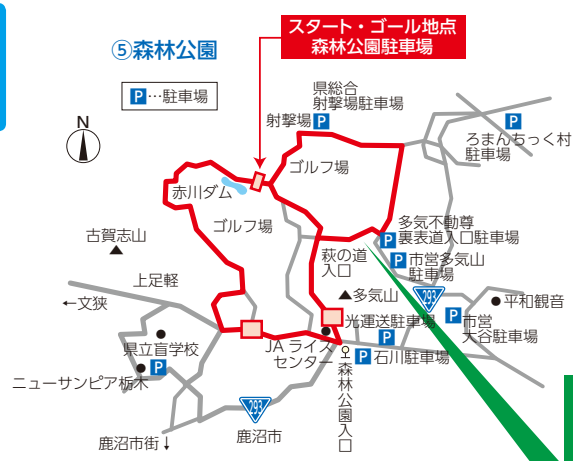 ⑤森林公園
スタート・ゴール地点
森林公園駐車場
P…駐車場
県総合
射撃場駐車場
射撃場 P
N
P
ろまんちっく村
駐車場
ゴルフ場
赤川ダム
ゴルフ場
多気不動尊
P 裏表道入口駐車場
古賀志山
萩の道
入口
P 市営多気山
駐車場
上足軽
←文狭
多気山
293
平和観音
光運送駐車場
P
P 市営
大谷駐車場
県立盲学校
JA ライス
センター
P 石川駐車場
P
ニューサンピア栃木
森林公園入口
293
鹿沼市街↓
鹿沼市